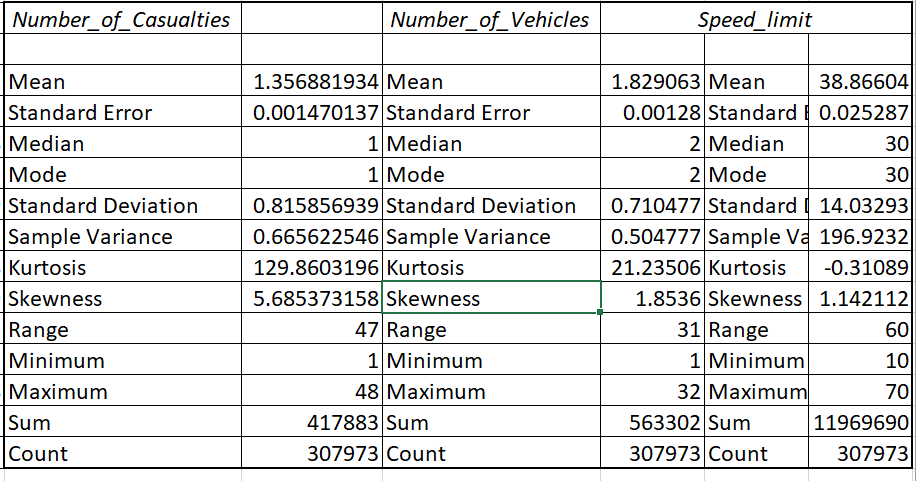 Number_of_Casualties Number_of_Vehicles Speed_limit
Mean 1.356881934 Mean 1.829063 Mean 38.86604
Standard Error 0.001470137 Standard Error 0.00128 Standard 0.025287
Median 1 Median 2 Median 30
Mode 1 Mode 2 Mode 30
Standard Deviation 0.815856939 Standard Deviation 0.710477 Standard 14.03293
Sample Variance 0.665622546 Sample Variance 0.504777 Sample Va 196.9232
Kurtosis 129.8603196 Kurtosis 21.23506 Kurtosis -0.31089
Skewness 5.685373158 Skewness 1.8536 Skewness 1.142112
Range 47 Range 31 Range 60
Minimum 1 Minimum 1 Minimum 10
Maximum 48 Maximum 32 Maximum 70
Sum 417883 Sum 563302 Sum 11969690
Count 307973 Count 307973 Count 307973